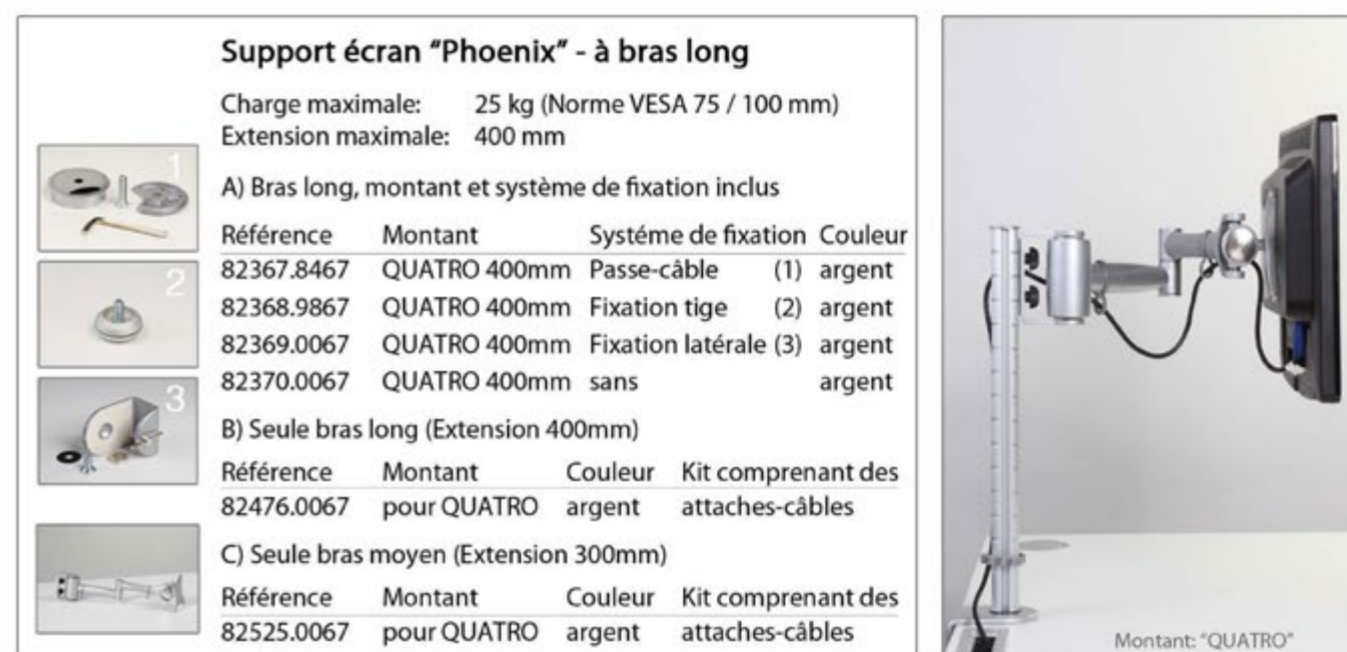 Support écran “Phoenix” - à bras long
Charge maximale: 25 kg (Norme VESA 75 / 100 mm)
Extension maximale: 400 mm
A) Bras long, montant et système de fixation inclus
Référence Montant Systéme de fixation Couleur
82367.8467 QUATRO 400mm Passe-câble (1) argent
82368.9867 QUATRO 400mm Fixation tige (2) argent
82369.0067 QUATRO 400mm Fixation latérale (3) argent
82370.0067 QUATRO 400mm sans argent
B) Seule bras long (Extension 400mm)
Référence Montant Couleur Kit comprenant des
82476.0067 pour QUATRO argent attaches-câbles
C) Seule bras moyen (Extension 300mm)
Référence Montant Couleur Kit comprenant des
82525.0067 pour QUATRO argent attaches-câbles
1
2
3
Montant: “QUATRO”